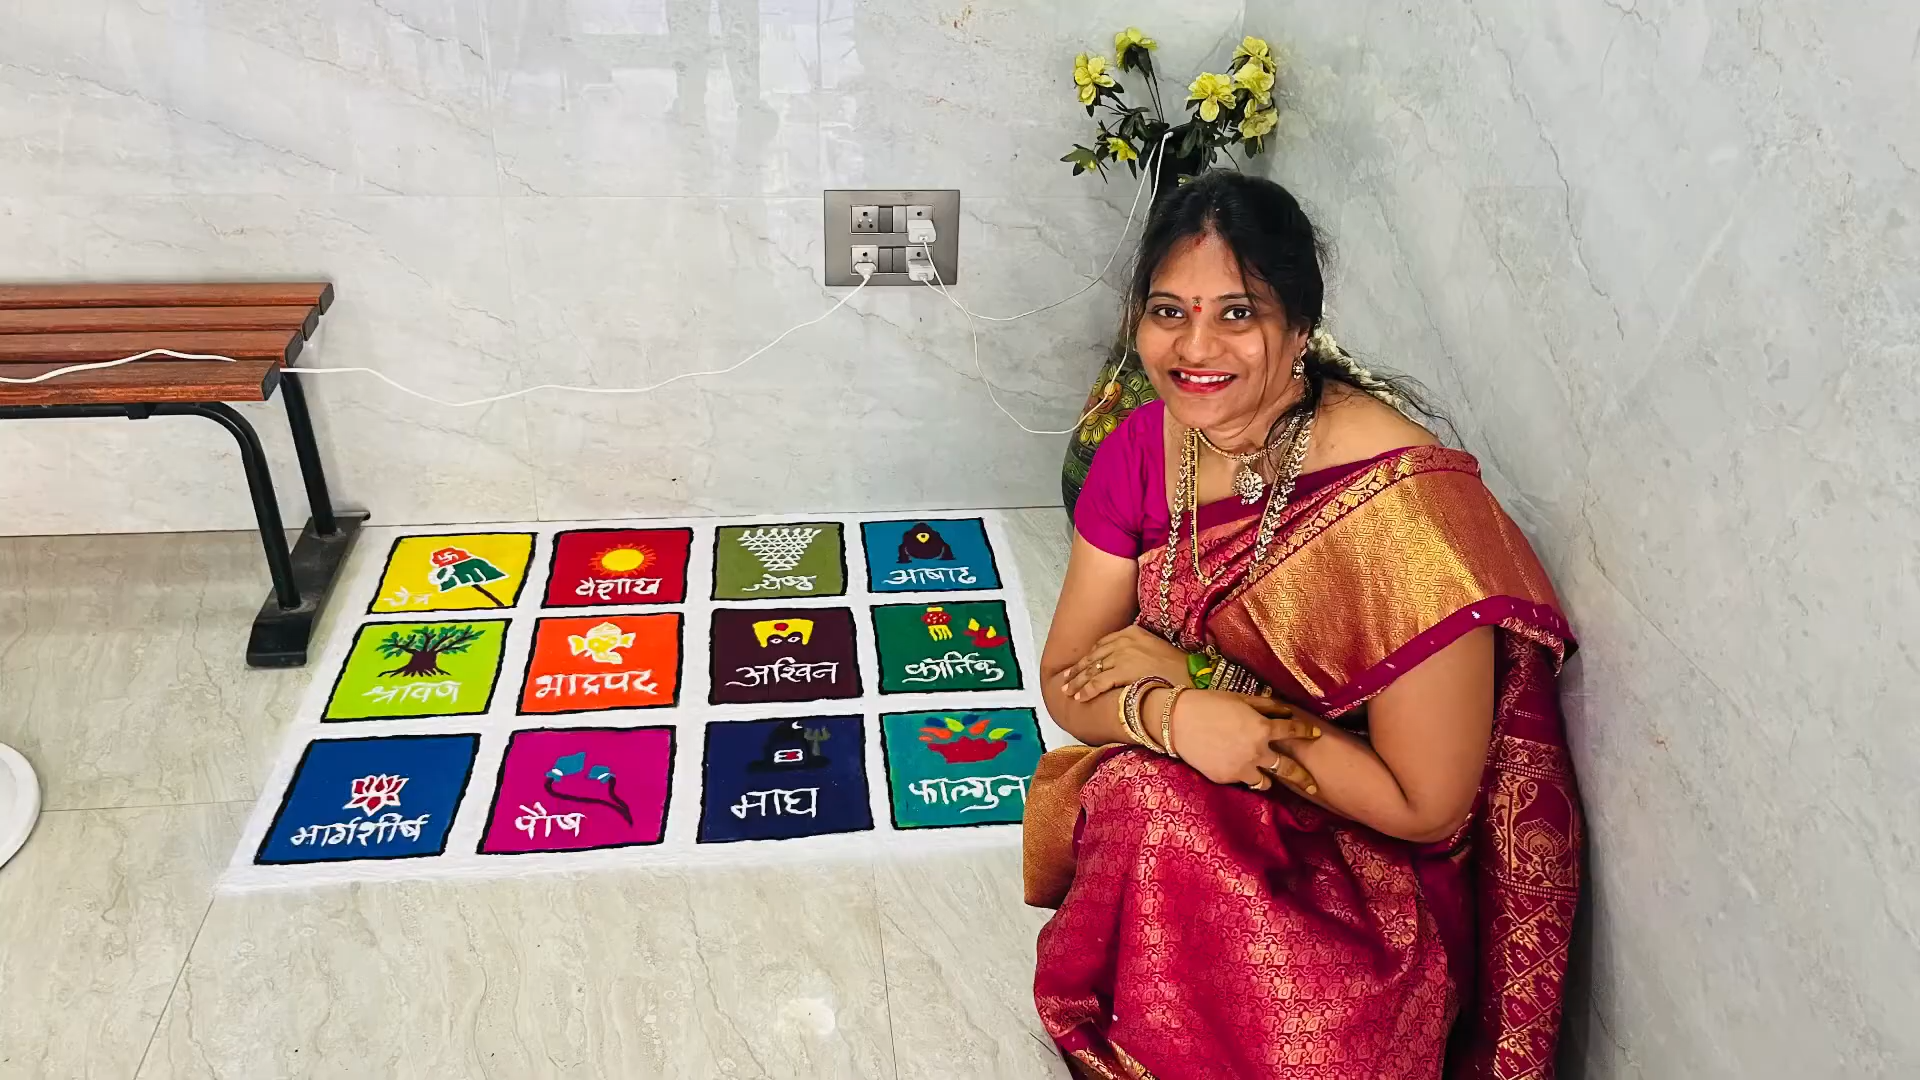 चैत्र
वैशाख
ज्येष्ठ
आषाढ
श्रावण
भाद्रपद
अश्विन
कार्तिक
मार्गशीर्ष
पौष
माघ
फाल्गुन